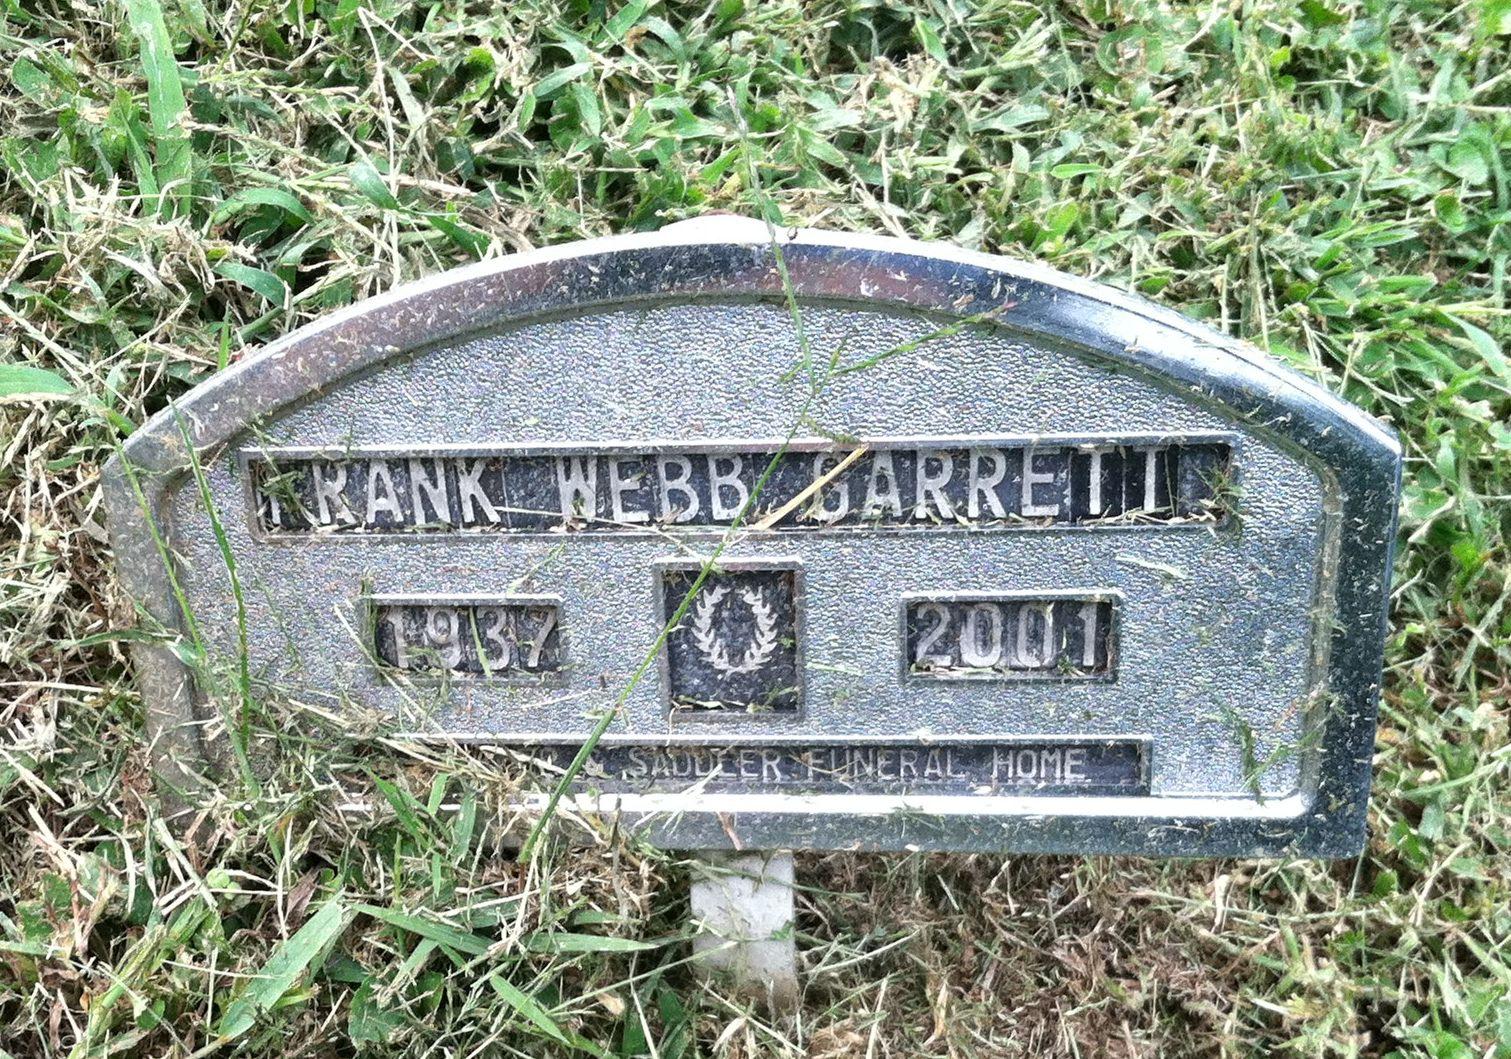 FRANK WEBB GARRETT
1937 2001
& SADDLER FUNERAL HOME